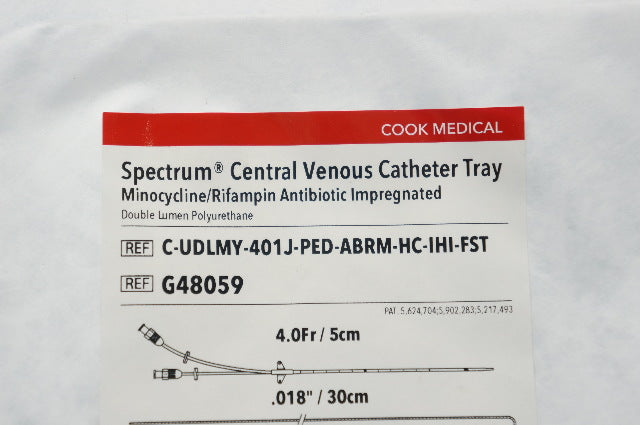 COOK MEDICAL
Spectrum® Central Venous Catheter Tray
Minocycline/Rifampin Antibiotic Impregnated
Double Lumen Polyurethane
REF C-UDLMY-401J-PED-ABRM-HC-IHI-FST
REF G48059
PAT. 5,624,704;5,902,283;5,217,493
4.0Fr / 5cm
.018" / 30cm